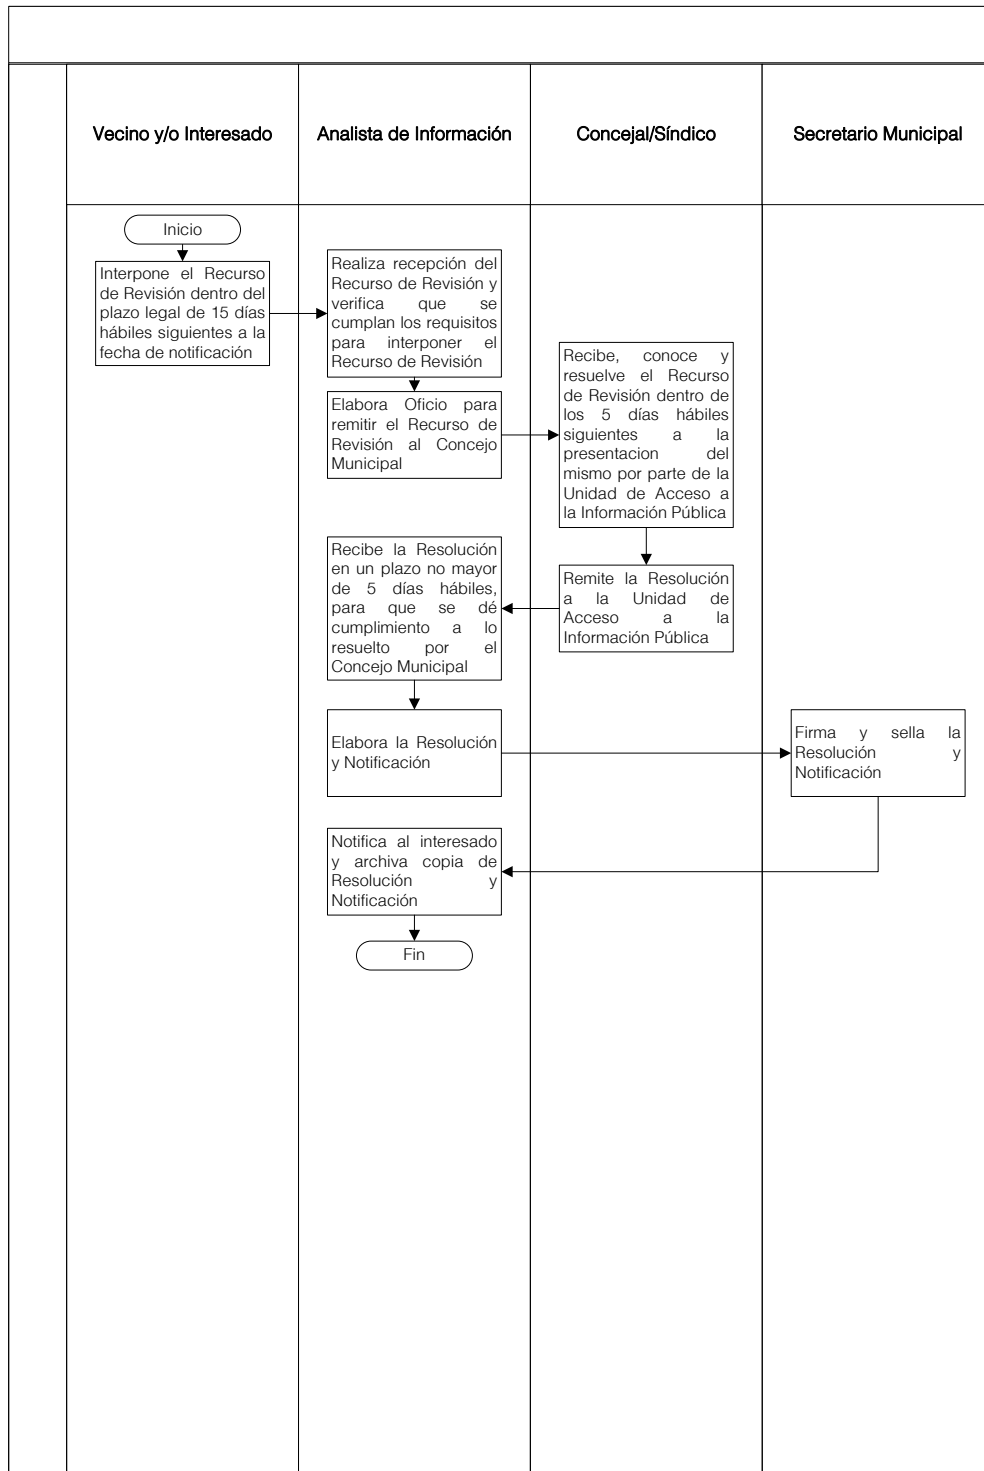 Vecino y/o Interesado
Analista de Información
Concejal/Síndico
Secretario Municipal
Inicio
Interpone el Recurso
de Revisión dentro del
plazo legal de 15 días
hábiles siguientes a la
fecha de notificación
Realiza recepción del
Recurso de Revisión y
verifica que se
cumplan los requisitos
para interponer el
Recurso de Revisión
Elabora Oficio para
remitir el Recurso de
Revisión al Concejo
Municipal
Recibe, conoce y
resuelve el Recurso
de Revisión dentro de
los 5 días hábiles
siguientes a la
presentacion del
mismo por parte de la
Unidad de Acceso a
la Información Pública
Remite la Resolución
a la Unidad de
Acceso a la
Información Pública
Recibe la Resolución
en un plazo no mayor
de 5 días hábiles,
para que se dé
cumplimiento a lo
resuelto por el
Concejo Municipal
Elabora la Resolución
y Notificación
Firma y sella la
Resolución y
Notificación
Notifica al interesado
y archiva copia de
Resolución y
Notificación
Fin